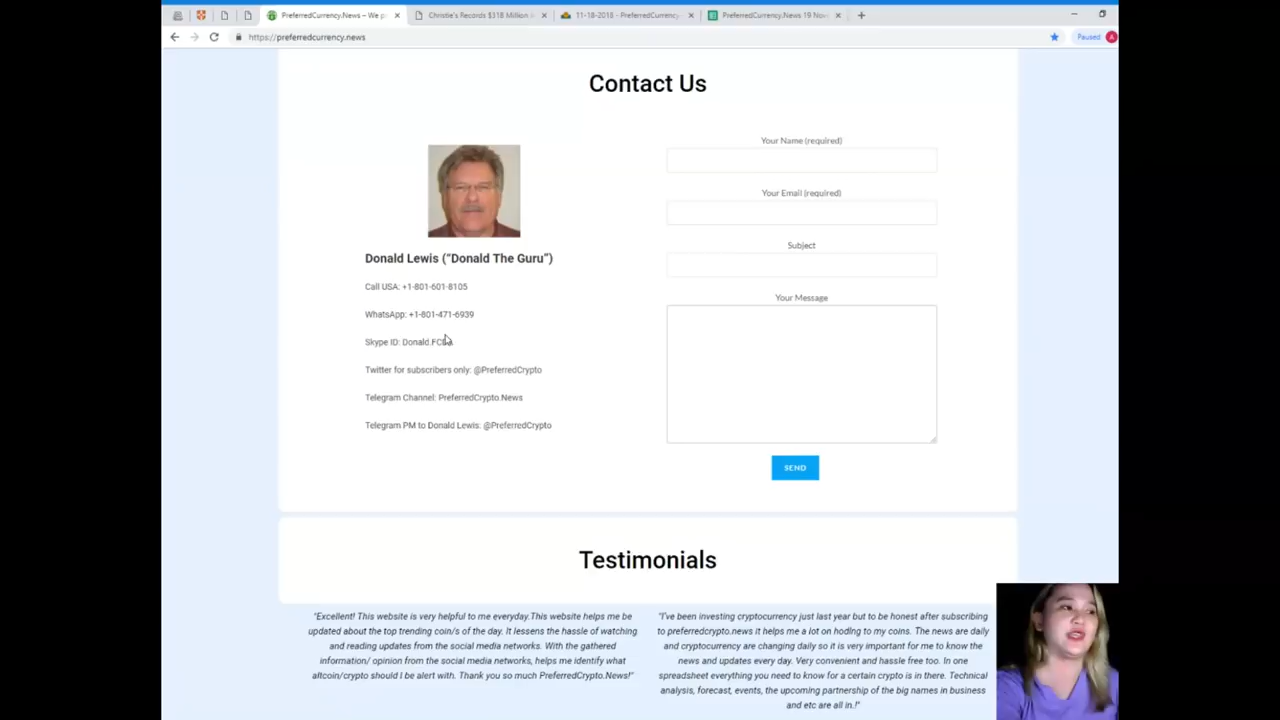 PreferredCurrency.News – We p
Christie's Records $318 Million
11-18-2018 - PreferredCurrency
PreferredCurrency.News 19 Nov
https://preferredcurrency.news
Paused
A
Contact Us
Your Name (required)
Your Email (required)
Subject
Your Message
Donald Lewis (“Donald The Guru”)
Call USA: +1-801-601-8105
WhatsApp: +1-801-471-6939
Skype ID:
Twitter for subscribers only: @PreferredCrypto
Telegram Channel: PreferredCrypto.News
Telegram PM to Donald Lewis: @PreferredCrypto
SEND
Testimonials
"Excellent! This website is very helpful to me everyday.This website helps me be
updated about the top trending coin/s of the day. It lessens the hassle of watching
and reading updates from the social media networks. With the gathered
information/ opinion from the social media networks, helps me identify what
altcoin/crypto should I be alert with. Thank you so much PreferredCrypto.News!"
"I've been investing cryptocurrency just last year but to be honest after subscribing
to preferredcrypto.news it helps me a lot on hodlng to my coins. The news are daily
and cryptocurrency are changing daily so it is very important for me to know the
news and updates every day. Very convenient and hassle free too. In one
spreadsheet everything you need to know for a certain crypto is in there. Technical
analysis, forecast, events, the upcoming partnership of the big names in business
and etc are all in.!"